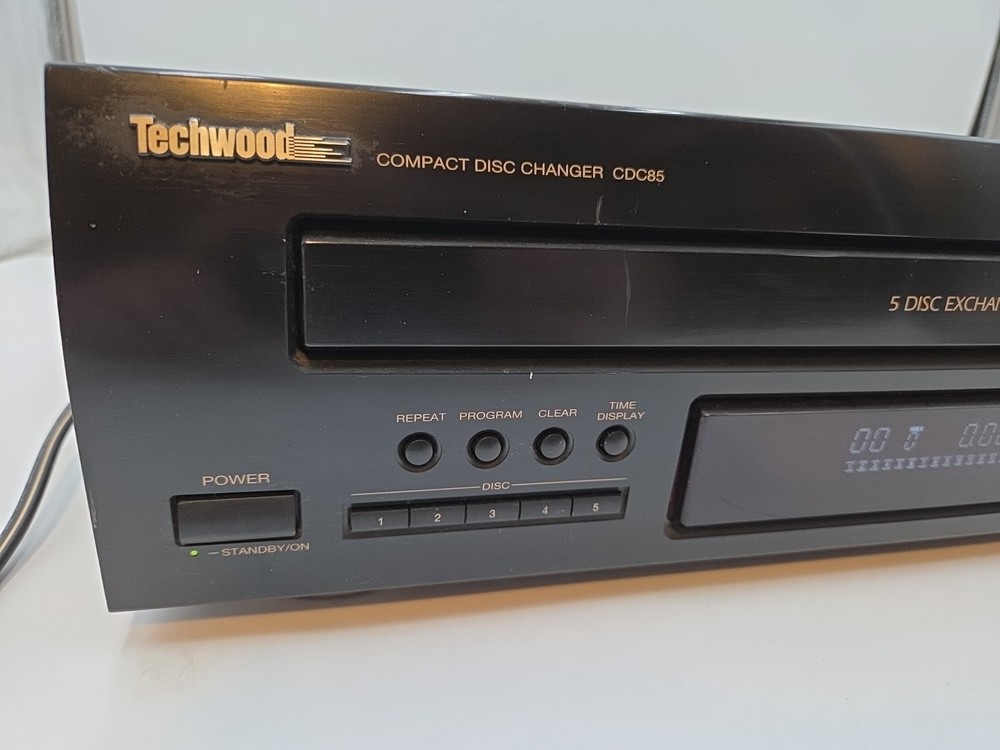 Techwood
COMPACT DISC CHANGER CDC85
5 DISC
REPEAT PROGRAM CLEAR TIME DISPLAY
DISC
1 2 3 4 5
POWER
STANDBY/ON
00